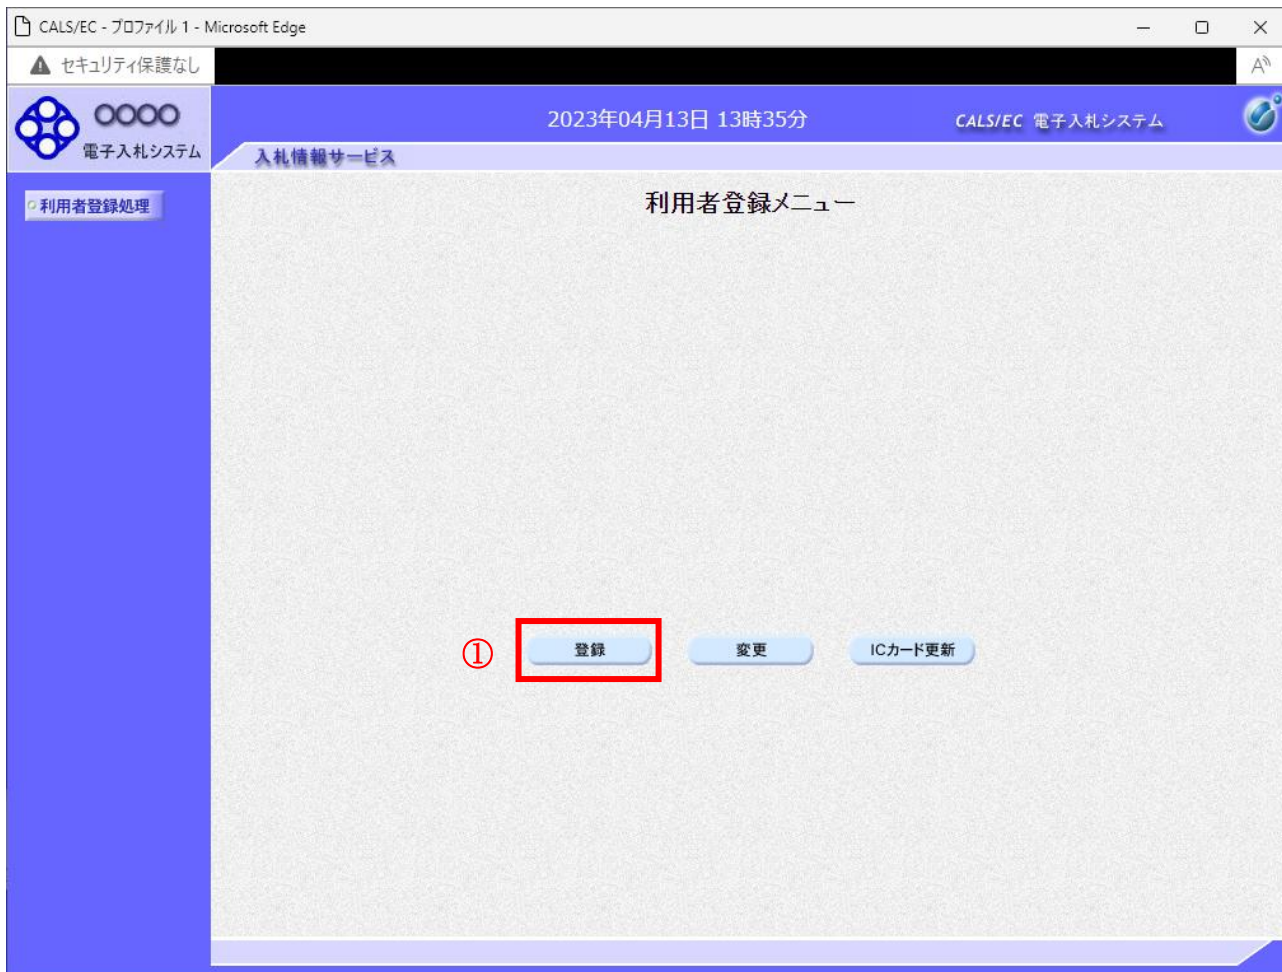 CALS/EC - プロファイル 1 - Microsoft Edge
セキュリティ保護なし
〇〇〇〇
電子入札システム
2023年04月13日 13時35分
CALS/EC 電子入札システム
入札情報サービス
利用者登録処理
利用者登録メニュー
① 登録 変更 ICカード更新